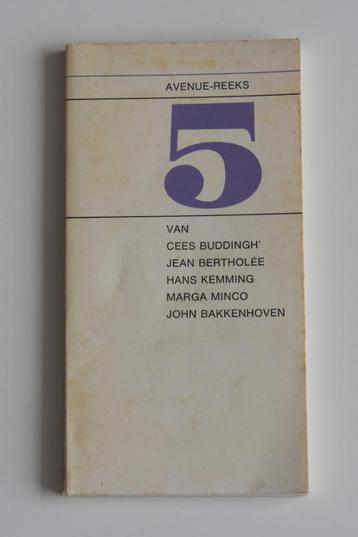 AVENUE-REEKS
5
VAN
CEES BUDDINGH'
JEAN BERTHOLÉE
HANS KEMMING
MARGA MINCO
JOHN BAKKENHOVEN